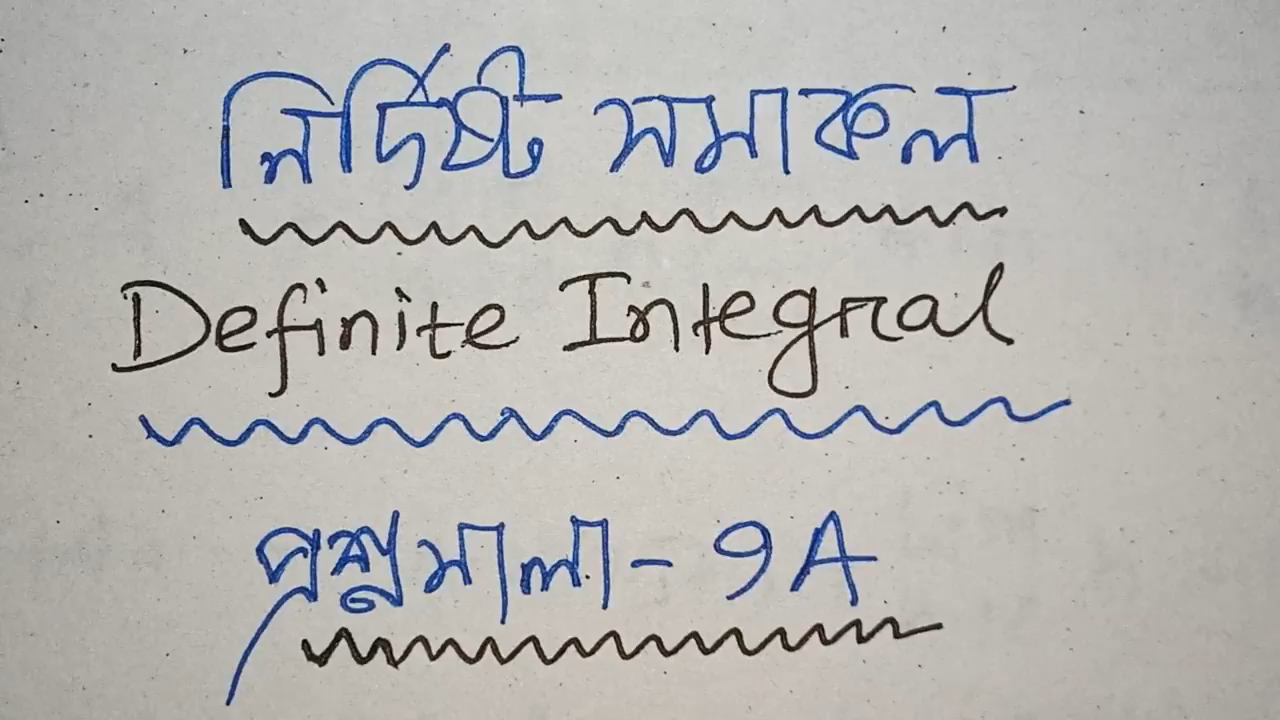 নির্দিষ্ট সমাকল
Definite Integral
প্রশ্নমালা - 9A